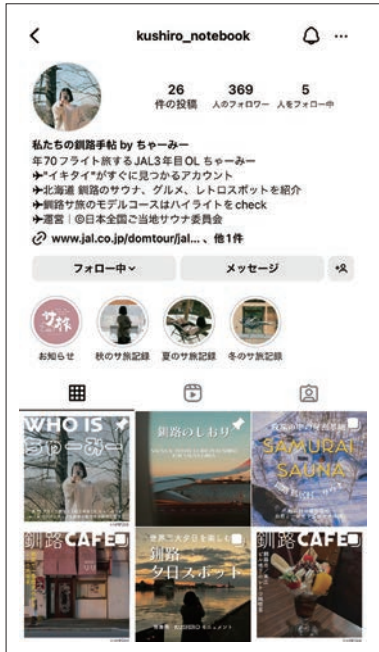 kushiro_notebook
26 369 5
件の投稿 人のフォロワー 人をフォロー中
私たちの釧路手帖 by ちゃーみー
年70フライト旅するJAL3年目OL ちゃーみー
✈"イキタイ"がすぐに見つかるアカウント
✈北海道 釧路のサウナ、グルメ、レトロスポットを紹介
✈釧路サ旅のモデルコースはハイライトをcheck
✈運営｜©日本全国ご当地サウナ委員会
www.jal.co.jp/domtour/jal... 、他1件
フォロー中 メッセージ
サ旅
お知らせ 秋のサ旅記録 夏のサ旅記録 冬のサ旅記録
WHO IS
ちゃーみー
釧路のしおり
SAMURAI
SAUNA
釧路CAFE
世界三大夕日を楽しむ
釧路
夕日スポット
釧路CAFE